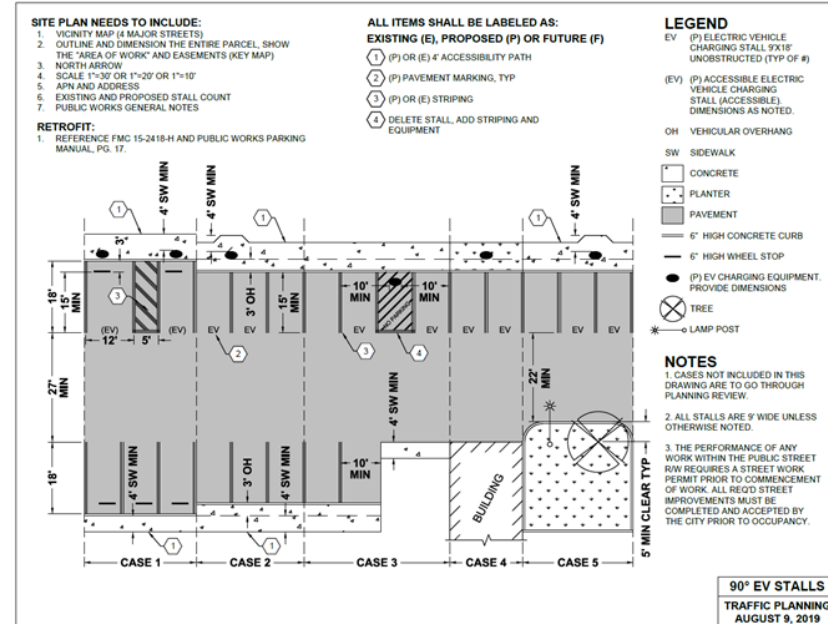 SITE PLAN NEEDS TO INCLUDE:
1. VICINITY MAP (4 MAJOR STREETS)
2. OUTLINE AND DIMENSION THE ENTIRE PARCEL, SHOW
THE "AREA OF WORK" AND EASEMENTS (KEY MAP)
3. NORTH ARROW
4. SCALE 1"=30' OR 1"=20' OR 1"=10'
5. APN AND ADDRESS
6. EXISTING AND PROPOSED STALL COUNT
7. PUBLIC WORKS GENERAL NOTES
RETROFIT:
1. REFERENCE FMC 15-2418-H AND PUBLIC WORKS PARKING
MANUAL, PG. 17.
ALL ITEMS SHALL BE LABELED AS:
EXISTING (E), PROPOSED (P) OR FUTURE (F)
1 (P) OR (E) 4' ACCESSIBILITY PATH
2 (P) PAVEMENT MARKING, TYP
3 (P) OR (E) STRIPING
4 DELETE STALL, ADD STRIPING AND
EQUIPMENT
LEGEND
EV (P) ELECTRIC VEHICLE
CHARGING STALL 9'X18'
UNOBSTRUCTED (TYP OF #)
(EV) (P) ACCESSIBLE ELECTRIC
VEHICLE CHARGING
STALL (ACCESSIBLE).
DIMENSIONS AS NOTED.
OH VEHICULAR OVERHANG
SW SIDEWALK
CONCRETE
PLANTER
PAVEMENT
6" HIGH CONCRETE CURB
6" HIGH WHEEL STOP
(P) EV CHARGING EQUIPMENT.
PROVIDE DIMENSIONS
TREE
LAMP POST
NOTES
1. CASES NOT INCLUDED IN THIS
DRAWING ARE TO GO THROUGH
PLANNING REVIEW.
2. ALL STALLS ARE 9' WIDE UNLESS
OTHERWISE NOTED.
3. THE PERFORMANCE OF ANY
WORK WITHIN THE PUBLIC STREET
R/W REQUIRES A STREET WORK
PERMIT PRIOR TO COMMENCEMENT
OF WORK. ALL REQ'D STREET
IMPROVEMENTS MUST BE
COMPLETED AND ACCEPTED BY
THE CITY PRIOR TO OCCUPANCY.
4' SW MIN
4' SW MIN
4' SW MIN
1
1
1
3'
18'
15' MIN
3
3' OH
15' MIN
10' MIN
10' MIN
NO PARKING
(EV)
(EV)
EV
EV
EV
EV
EV
EV
EV
EV
EV
12'
5'
2
3
4
27' MIN
22' MIN
4' SW MIN
18'
4' SW MIN
3' OH
4' SW MIN
10' MIN
BUILDING
5' MIN CLEAR TYP
1
1
CASE 1
CASE 2
CASE 3
CASE 4
CASE 5
90° EV STALLS
TRAFFIC PLANNING
AUGUST 9, 2019